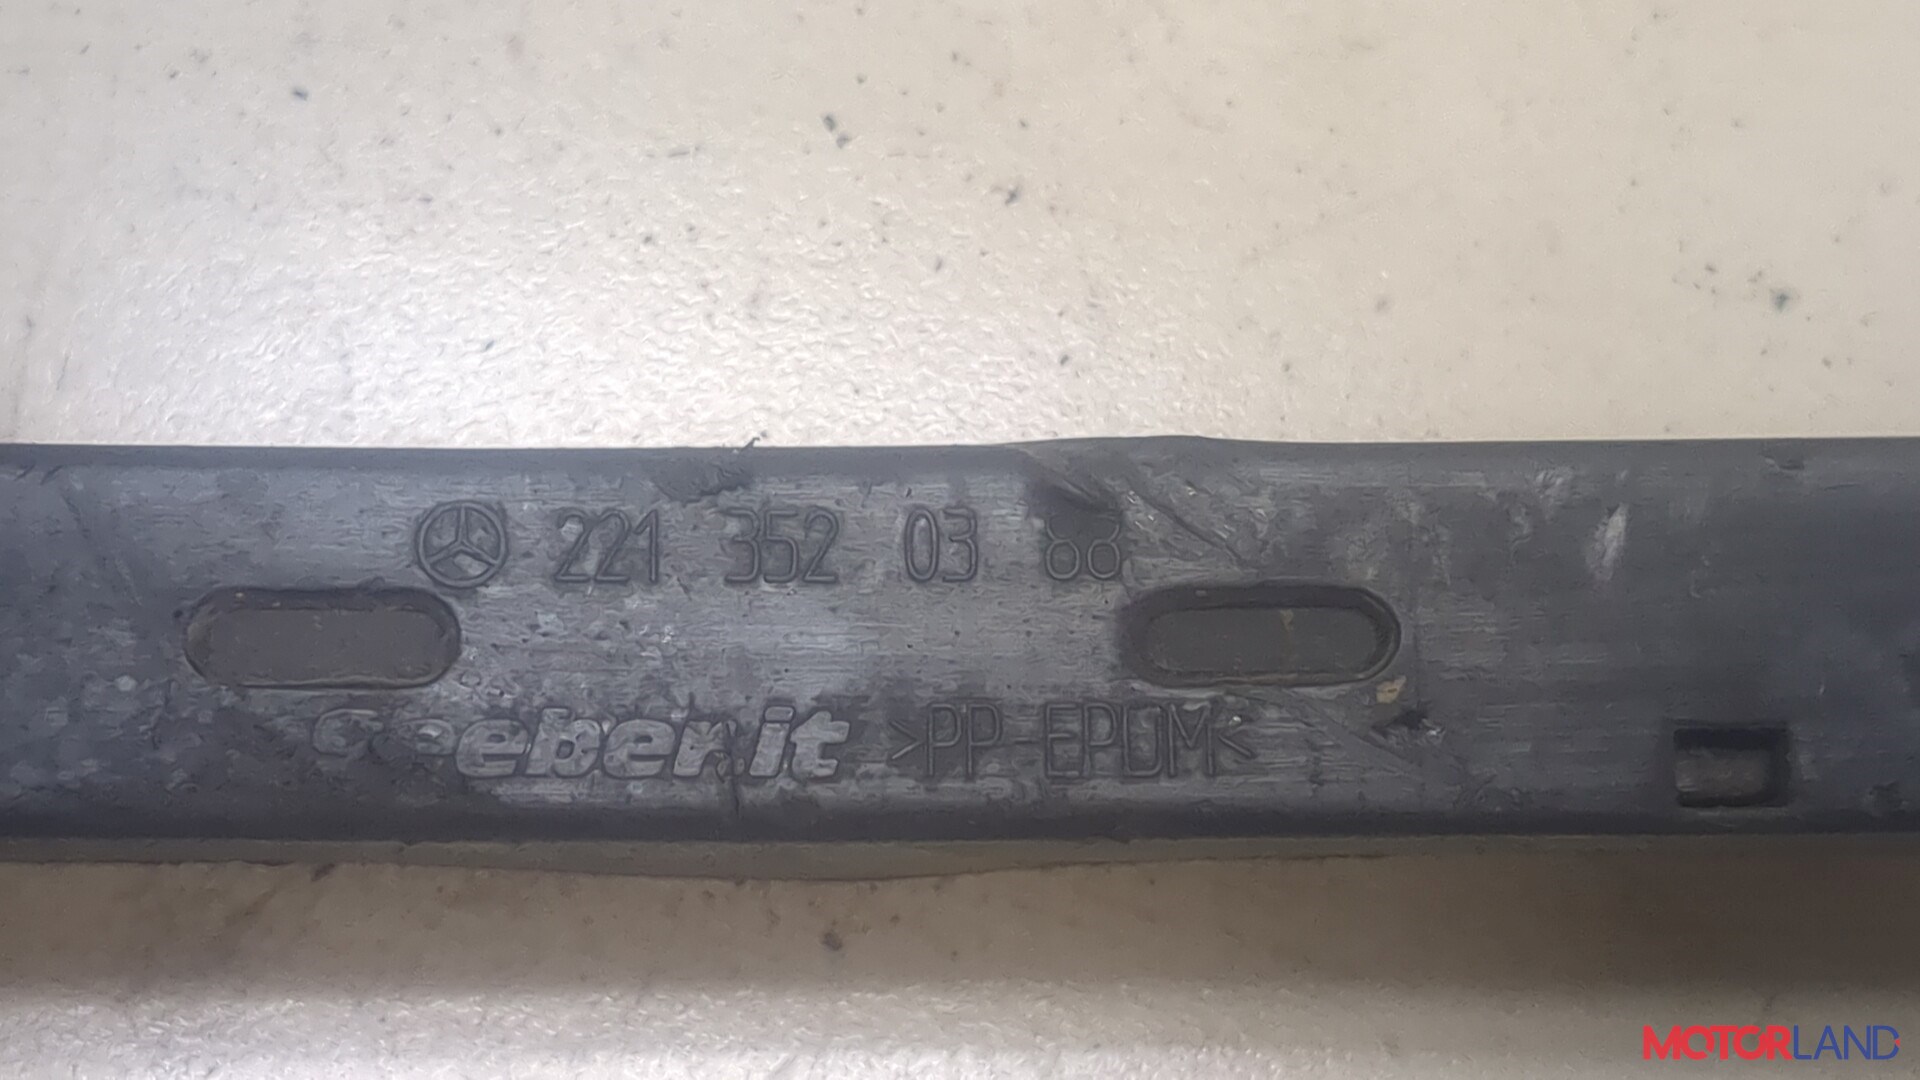 221 352 03 88
>PP EPDM<
MOTORLAND